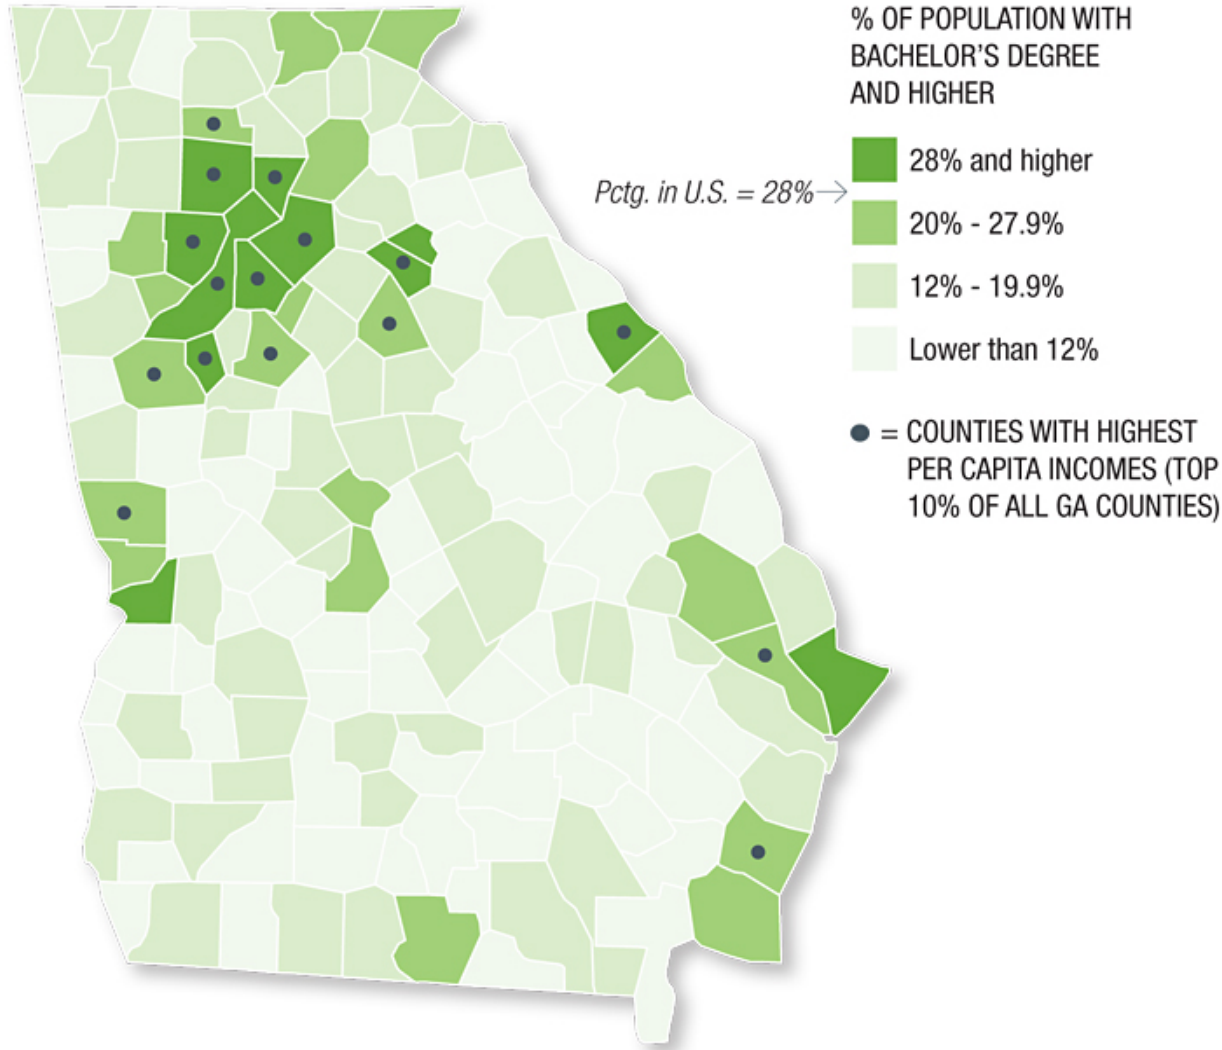 % OF POPULATION WITH
BACHELOR'S DEGREE
AND HIGHER
28% and higher
Pctg. in U.S. = 28%
20% - 27.9%
12% - 19.9%
Lower than 12%
= COUNTIES WITH HIGHEST
PER CAPITA INCOMES (TOP
10% OF ALL GA COUNTIES)